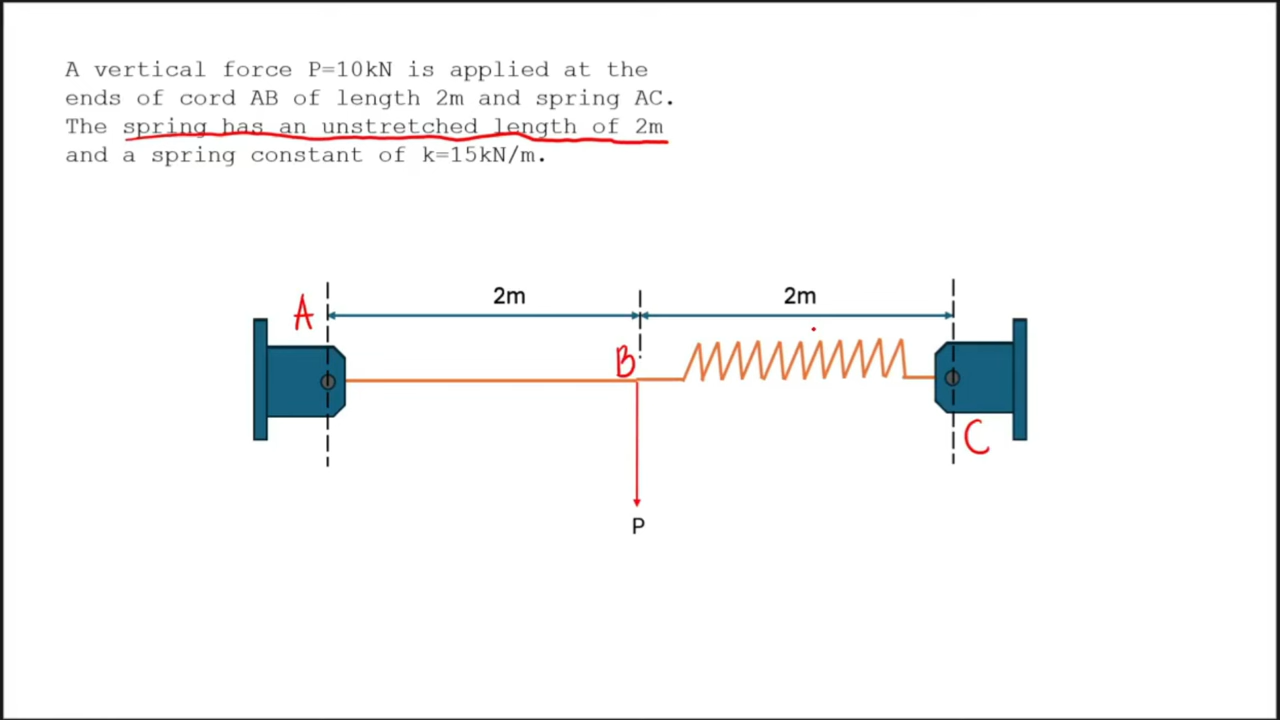 A vertical force P=10kN is applied at the
ends of cord AB of length 2m and spring AC.
The spring has an unstretched length of 2m
and a spring constant of k=15kN/m.
2m 2m
A
B
C
P